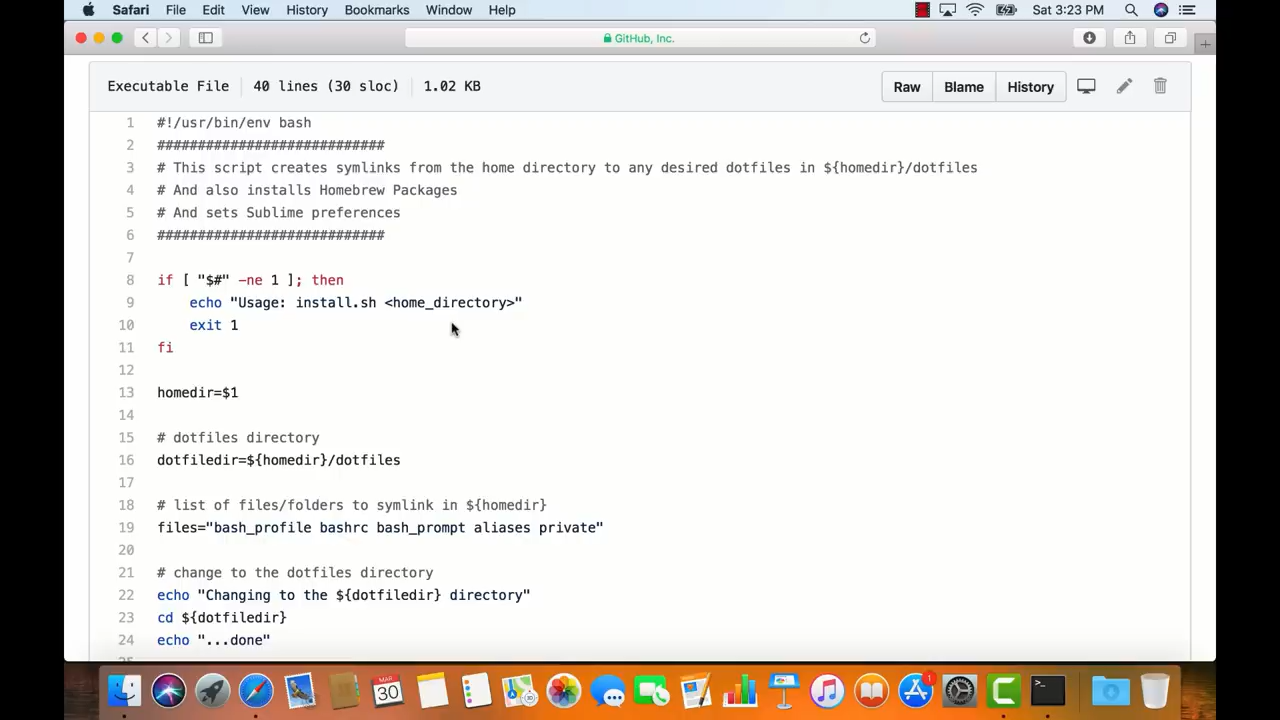 Safari File Edit View History Bookmarks Window Help Sat 3:23 PM
GitHub, Inc.
Executable File 40 lines (30 sloc) 1.02 KB Raw Blame History
1 #!/usr/bin/env bash
2 ############################
3 # This script creates symlinks from the home directory to any desired dotfiles in ${homedir}/dotfiles
4 # And also installs Homebrew Packages
5 # And sets Sublime preferences
6 ############################
7
8 if [ "$#" -ne 1 ]; then
9 echo "Usage: install.sh <home_directory>"
10 exit 1
11 fi
12
13 homedir=$1
14
15 # dotfiles directory
16 dotfiledir=${homedir}/dotfiles
17
18 # list of files/folders to symlink in ${homedir}
19 files="bash_profile bashrc bash_prompt aliases private"
20
21 # change to the dotfiles directory
22 echo "Changing to the ${dotfiledir} directory"
23 cd ${dotfiledir}
24 echo "...done"
MAR
30
1